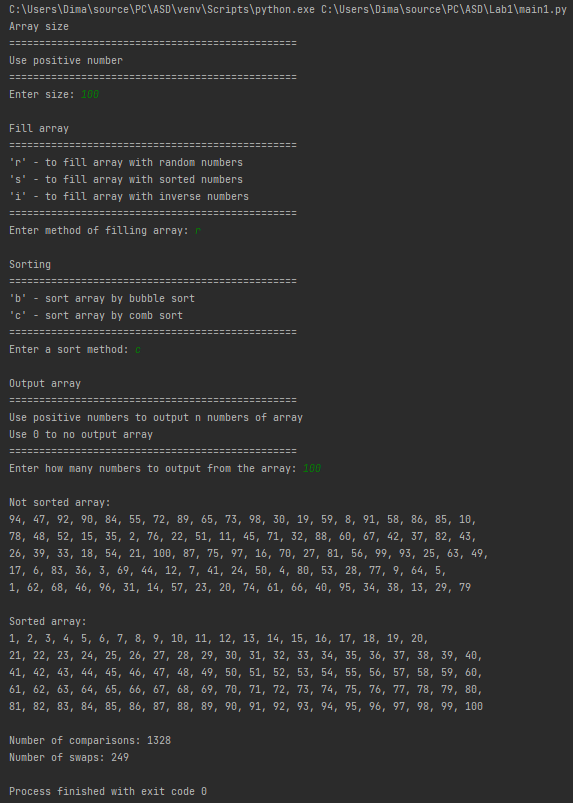 C:\Users\Dima\source\PC\ASD\venv\Scripts\python.exe C:\Users\Dima\source\PC\ASD\Lab1\main1.py
Array size
================================================
Use positive number
================================================
Enter size: 100
Fill array
================================================
'r' - to fill array with random numbers
's' - to fill array with sorted numbers
'i' - to fill array with inverse numbers
================================================
Enter method of filling array: r
Sorting
================================================
'b' - sort array by bubble sort
'c' - sort array by comb sort
================================================
Enter a sort method: c
Output array
================================================
Use positive numbers to output n numbers of array
Use 0 to no output array
================================================
Enter how many numbers to output from the array: 100
Not sorted array:
94, 47, 92, 90, 84, 55, 72, 89, 65, 73, 98, 30, 19, 59, 8, 91, 58, 86, 85, 10,
78, 48, 52, 15, 35, 2, 76, 22, 51, 11, 45, 71, 32, 88, 60, 67, 42, 37, 82, 43,
26, 39, 33, 18, 54, 21, 100, 87, 75, 97, 16, 70, 27, 81, 56, 99, 93, 25, 63, 49,
17, 6, 83, 36, 3, 69, 44, 12, 7, 41, 24, 50, 4, 80, 53, 28, 77, 9, 64, 5,
1, 62, 68, 46, 96, 31, 14, 57, 23, 20, 74, 61, 66, 40, 95, 34, 38, 13, 29, 79
Sorted array:
1, 2, 3, 4, 5, 6, 7, 8, 9, 10, 11, 12, 13, 14, 15, 16, 17, 18, 19, 20,
21, 22, 23, 24, 25, 26, 27, 28, 29, 30, 31, 32, 33, 34, 35, 36, 37, 38, 39, 40,
41, 42, 43, 44, 45, 46, 47, 48, 49, 50, 51, 52, 53, 54, 55, 56, 57, 58, 59, 60,
61, 62, 63, 64, 65, 66, 67, 68, 69, 70, 71, 72, 73, 74, 75, 76, 77, 78, 79, 80,
81, 82, 83, 84, 85, 86, 87, 88, 89, 90, 91, 92, 93, 94, 95, 96, 97, 98, 99, 100
Number of comparisons: 1328
Number of swaps: 249
Process finished with exit code 0